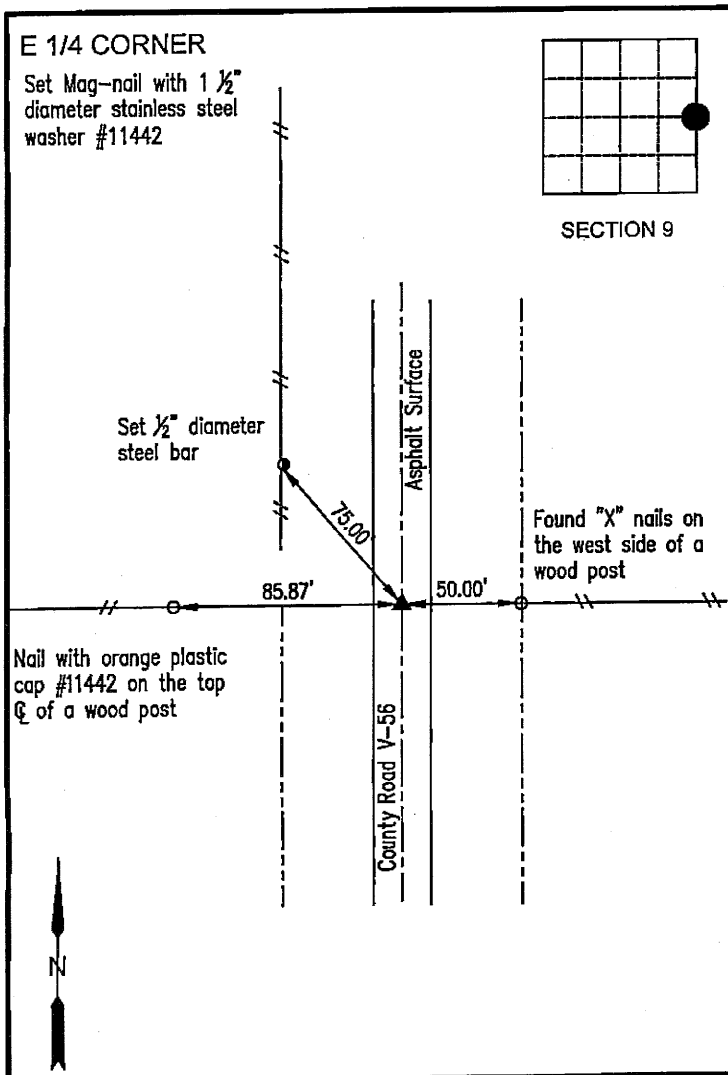 E 1/4 CORNER
Set Mag-nail with 1 ½"
diameter stainless steel
washer #11442
SECTION 9
Asphalt Surface
Set ½" diameter
steel bar
75.00'
Found "X" nails on
the west side of a
wood post
85.87'
50.00'
Nail with orange plastic
cap #11442 on the top
℄ of a wood post
County Road V-56
N